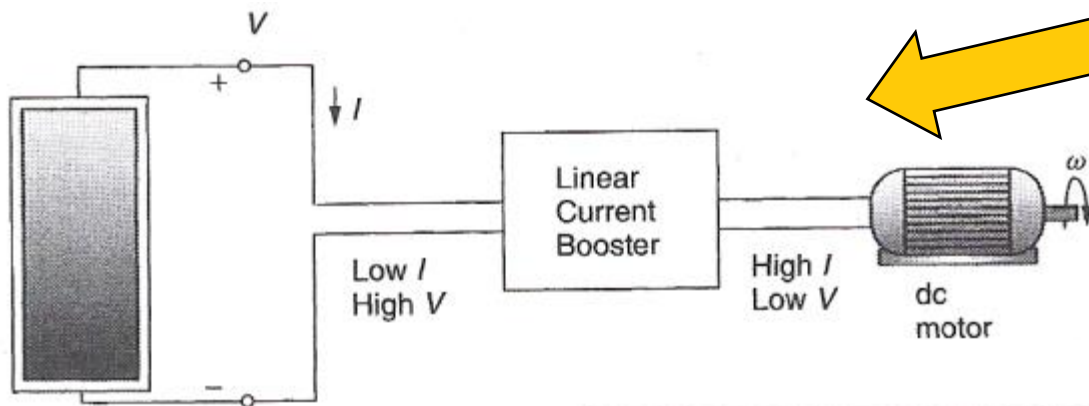 V
+
I
ω
Linear
Current
Booster
Low I
High V
High I
Low V
dc
motor
−